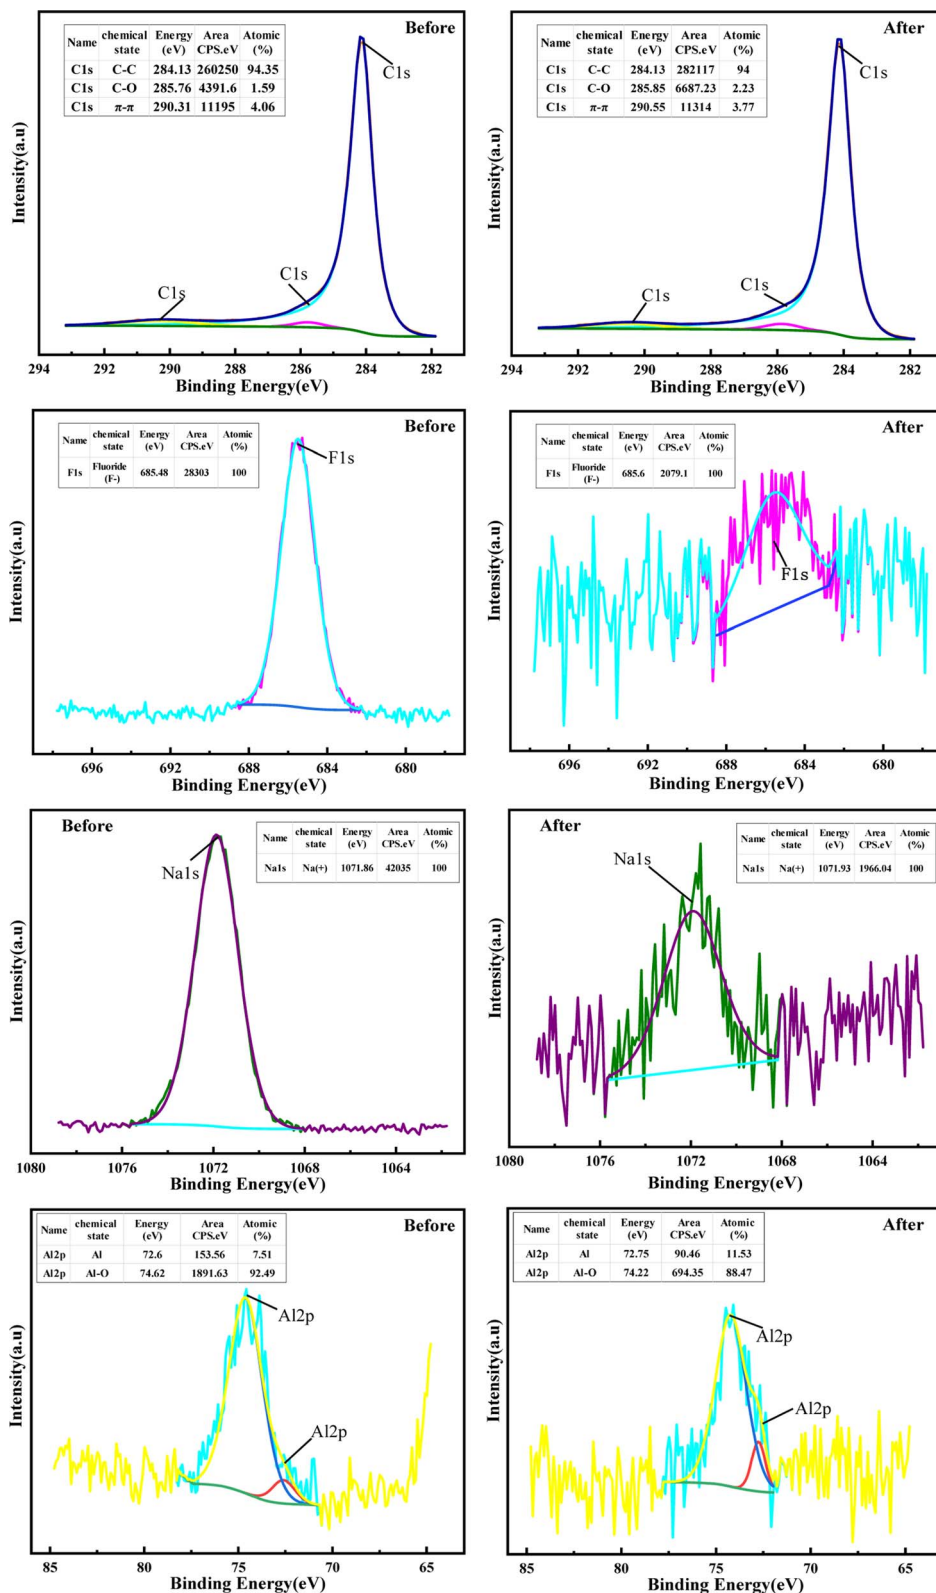 Before
Name chemical state Energy (eV) Area CPS.eV Atomic (%)
C1s C-C 284.13 260250 94.35
C1s C-O 285.76 4391.6 1.59
C1s π-π 290.31 11195 4.06
C1s
C1s
C1s
Intensity(a.u)
294 292 290 288 286 284 282
Binding Energy(eV)
After
Name chemical state Energy (eV) Area CPS.eV Atomic (%)
C1s C-C 284.13 282117 94
C1s C-O 285.85 6687.23 2.23
C1s π-π 290.55 11314 3.77
C1s
C1s
C1s
Intensity(a.u)
294 292 290 288 286 284 282
Binding Energy(eV)
Before
Name chemical state Energy (eV) Area CPS.eV Atomic (%)
F1s Fluoride (F-) 685.48 28303 100
F1s
Intensity(a.u)
696 692 688 684 680
Binding Energy(eV)
After
Name chemical state Energy (eV) Area CPS.eV Atomic (%)
F1s Fluoride (F-) 685.6 2079.1 100
F1s
Intensity(a.u)
696 692 688 684 680
Binding Energy(eV)
Before
Name chemical state Energy (eV) Area CPS.eV Atomic (%)
Na1s Na(+) 1071.86 42035 100
Na1s
Intensity(a.u)
1080 1076 1072 1068 1064
Binding Energy(eV)
After
Name chemical state Energy (eV) Area CPS.eV Atomic (%)
Na1s Na(+) 1071.93 1966.04 100
Na1s
Intensity(a.u)
1080 1076 1072 1068 1064
Binding Energy(eV)
Before
Name chemical state Energy (eV) Area CPS.eV Atomic (%)
Al2p Al 72.6 153.56 7.51
Al2p Al-O 74.62 1891.63 92.49
Al2p
Al2p
Intensity(a.u)
85 80 75 70 65
Binding Energy(eV)
After
Name chemical state Energy (eV) Area CPS.eV Atomic (%)
Al2p Al 72.75 90.46 11.53
Al2p Al-O 74.22 694.35 88.47
Al2p
Al2p
Intensity(a.u)
85 80 75 70 65
Binding Energy(eV)